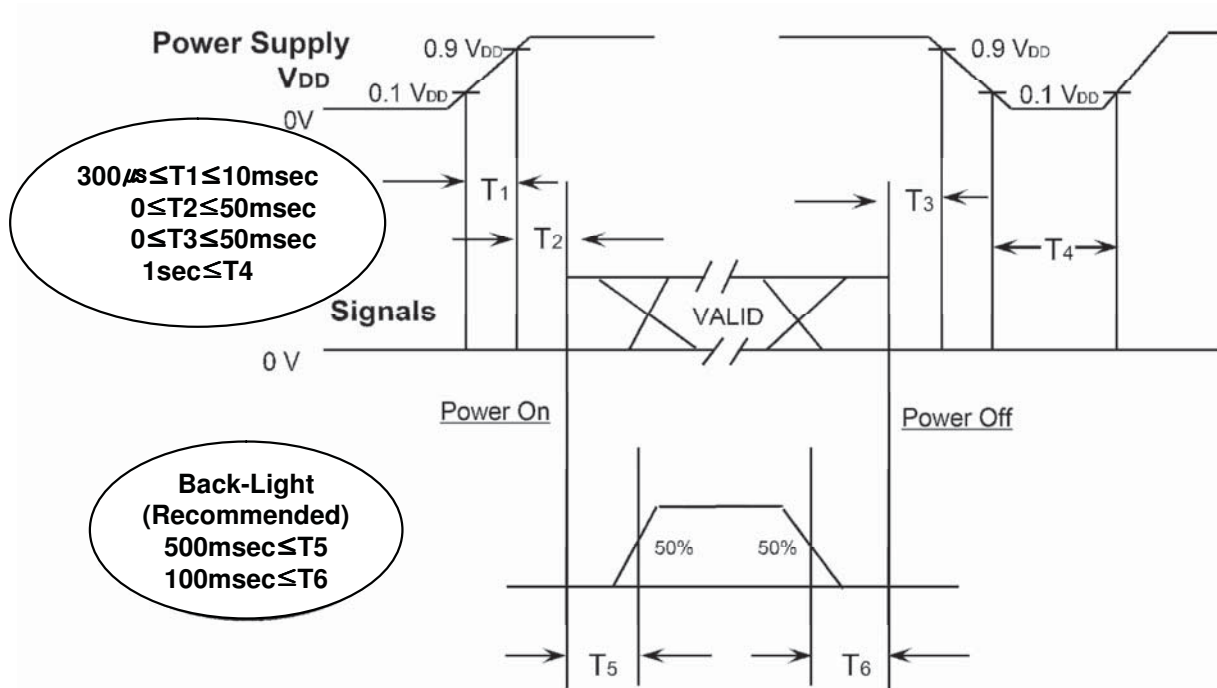 Power Supply
VDD
0.9 VDD
0.1 VDD
0V
0.9 VDD
0.1 VDD
300㎲≤T1≤10msec
0≤T2≤50msec
0≤T3≤50msec
1sec≤T4
T1
T2
T3
T4
Signals
VALID
0 V
Power On
Power Off
Back-Light
(Recommended)
500msec≤T5
100msec≤T6
50%
50%
T5
T6